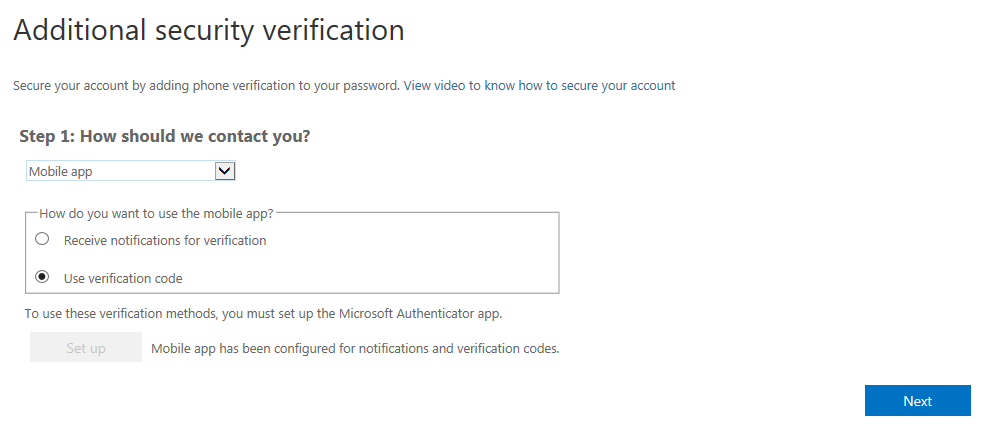 Additional security verification
Secure your account by adding phone verification to your password. View video to know how to secure your account
Step 1: How should we contact you?
Mobile app
How do you want to use the mobile app?
Receive notifications for verification
Use verification code
To use these verification methods, you must set up the Microsoft Authenticator app.
Set up Mobile app has been configured for notifications and verification codes.
Next